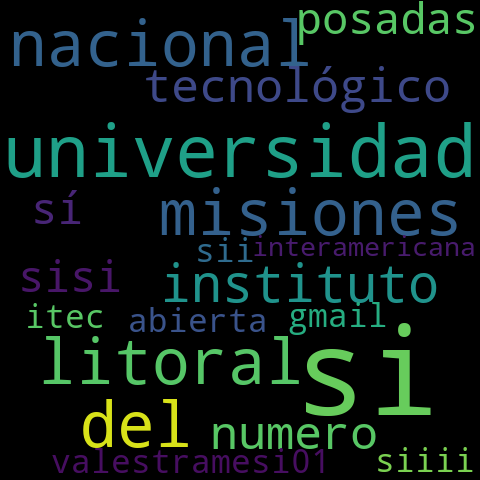 posadas
nacional
tecnológico
universidad
sí misiones
sii interamericana
sisi instituto
itec abierta gmail
litoral si
del numero
valestramesi01 siiii